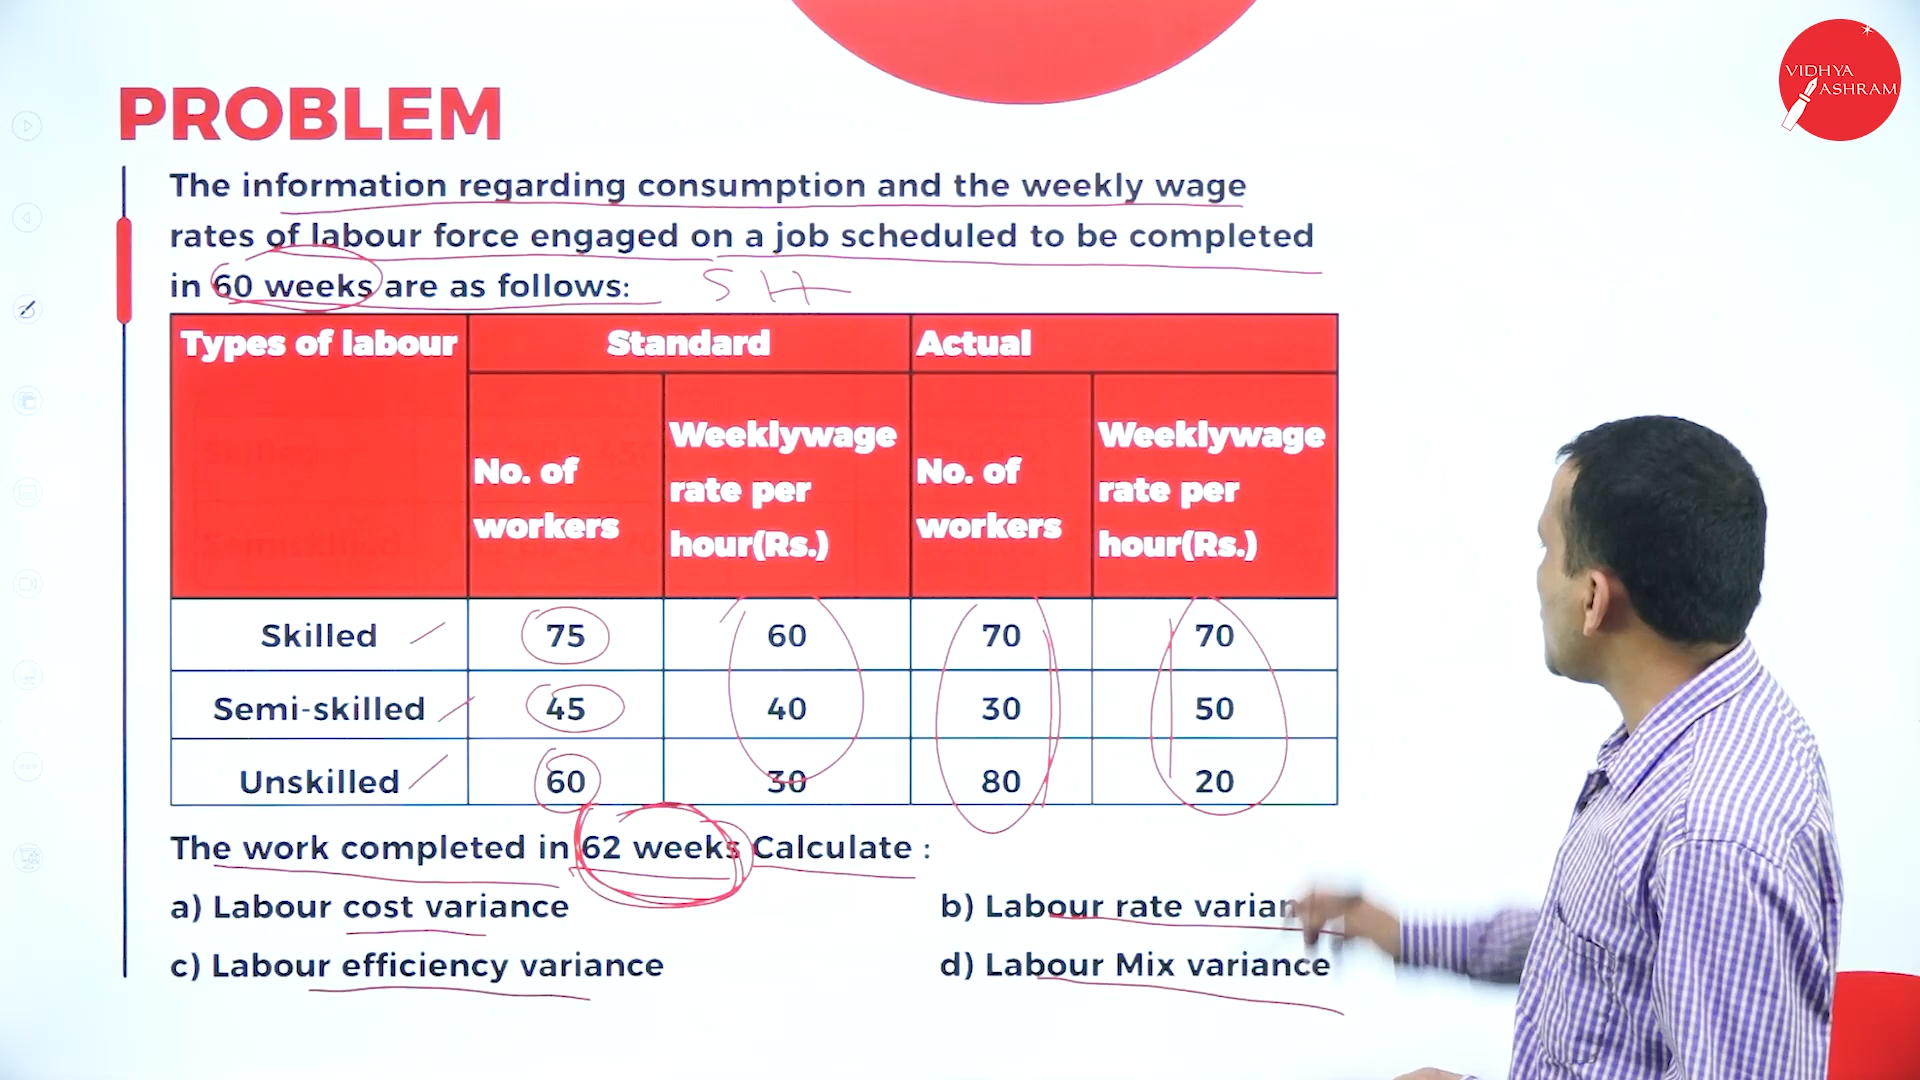 VIDHYA
ASHRAM
PROBLEM
The information regarding consumption and the weekly wage
rates of labour force engaged on a job scheduled to be completed
in 60 weeks are as follows: SH
Types of labour Standard Actual
No. of workers Weeklywage rate per hour(Rs.) No. of workers Weeklywage rate per hour(Rs.)
Skilled 75 60 70 70
Semi-skilled 45 40 30 50
Unskilled 60 30 80 20
The work completed in 62 weeks Calculate :
a) Labour cost variance b) Labour rate varian
c) Labour efficiency variance d) Labour Mix variance